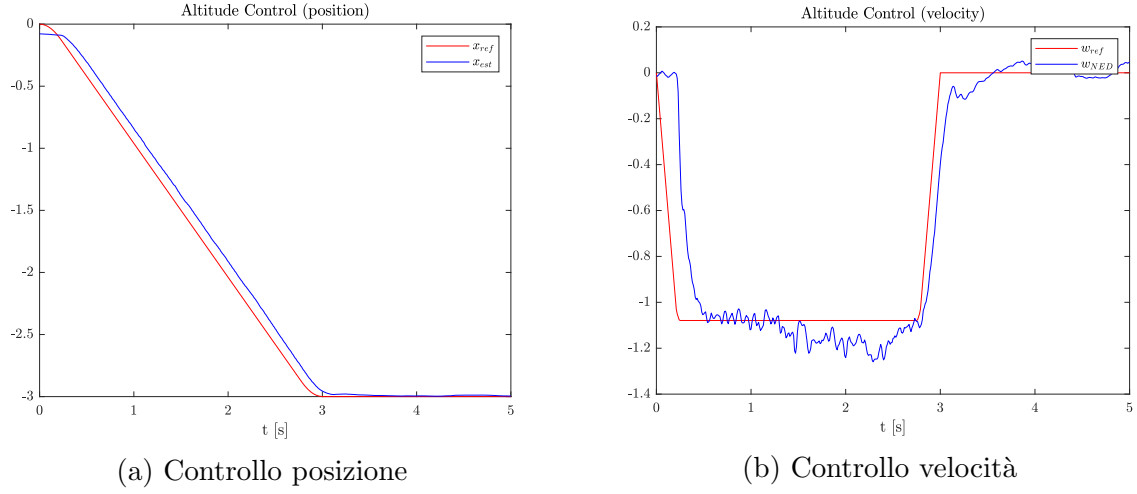 Altitude Control (position)
0
-0.5
-1
-1.5
-2
-2.5
-3
x_ref
x_est
0 1 2 3 4 5
t [s]
(a) Controllo posizione
Altitude Control (velocity)
0.2
0
-0.2
-0.4
-0.6
-0.8
-1
-1.2
-1.4
w_ref
w_NED
0 1 2 3 4 5
t [s]
(b) Controllo velocità